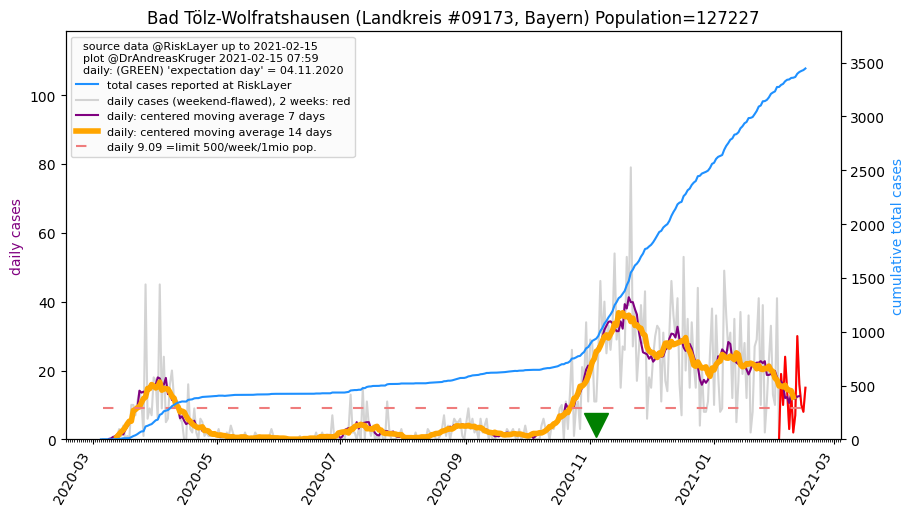 Bad Tölz-Wolfratshausen (Landkreis #09173, Bayern) Population=127227
source data @RiskLayer up to 2021-02-15
plot @DrAndreasKruger 2021-02-15 07:59
daily: (GREEN) 'expectation day' = 04.11.2020
total cases reported at RiskLayer
daily cases (weekend-flawed), 2 weeks: red
daily: centered moving average 7 days
daily: centered moving average 14 days
daily 9.09 =limit 500/week/1mio pop.
daily cases
100
80
60
40
20
0
cumulative total cases
3500
3000
2500
2000
1500
1000
500
0
2020-03
2020-05
2020-07
2020-09
2020-11
2021-01
2021-03